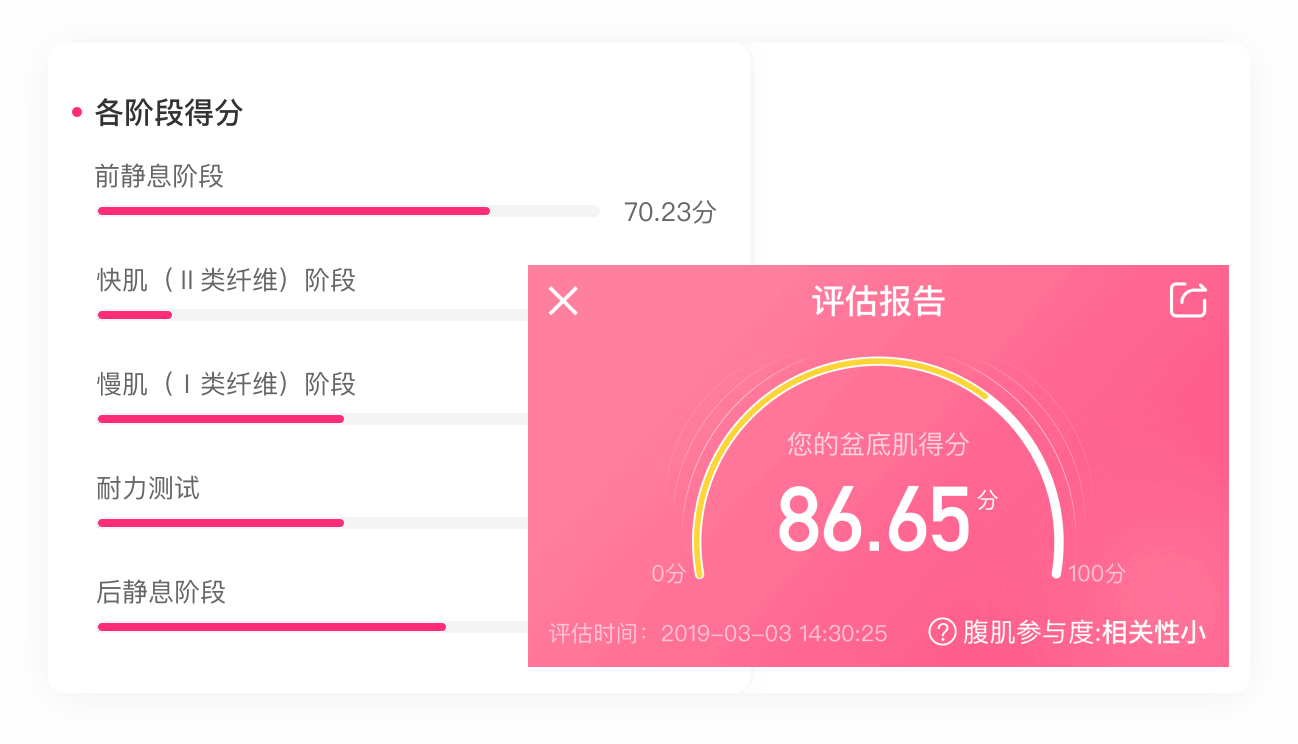 各阶段得分
前静息阶段
70.23分
快肌（II类纤维）阶段
慢肌（I类纤维）阶段
耐力测试
后静息阶段
评估报告
您的盆底肌得分
86.65分
0分
100分
评估时间：2019-03-03 14:30:25
?腹肌参与度:相关性小